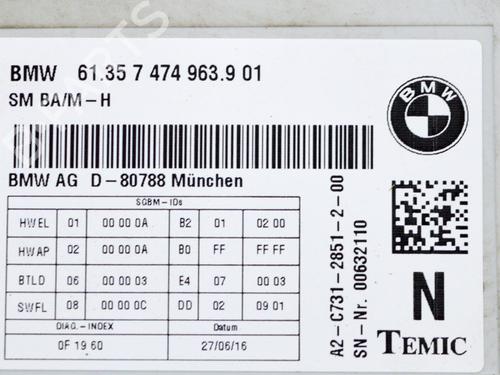 BMW 61.35 7 474 963.9 01
SM BA/M-H
BMW
BMW AG D-80788 München
SGBM-IDs
HWEL 01 00 00 0A B2 01 02 00
HWAP 02 00 00 0A B0 FF FF FF
BTLD 06 00 00 03 E4 07 00 03
SWFL 08 00 00 0C DD 02 09 01
DIAG.-INDEX DATE
0F 19 60 27/06/16
A2-C731-2851-2-00
SN-Nr. 00632110
N
TEMIC